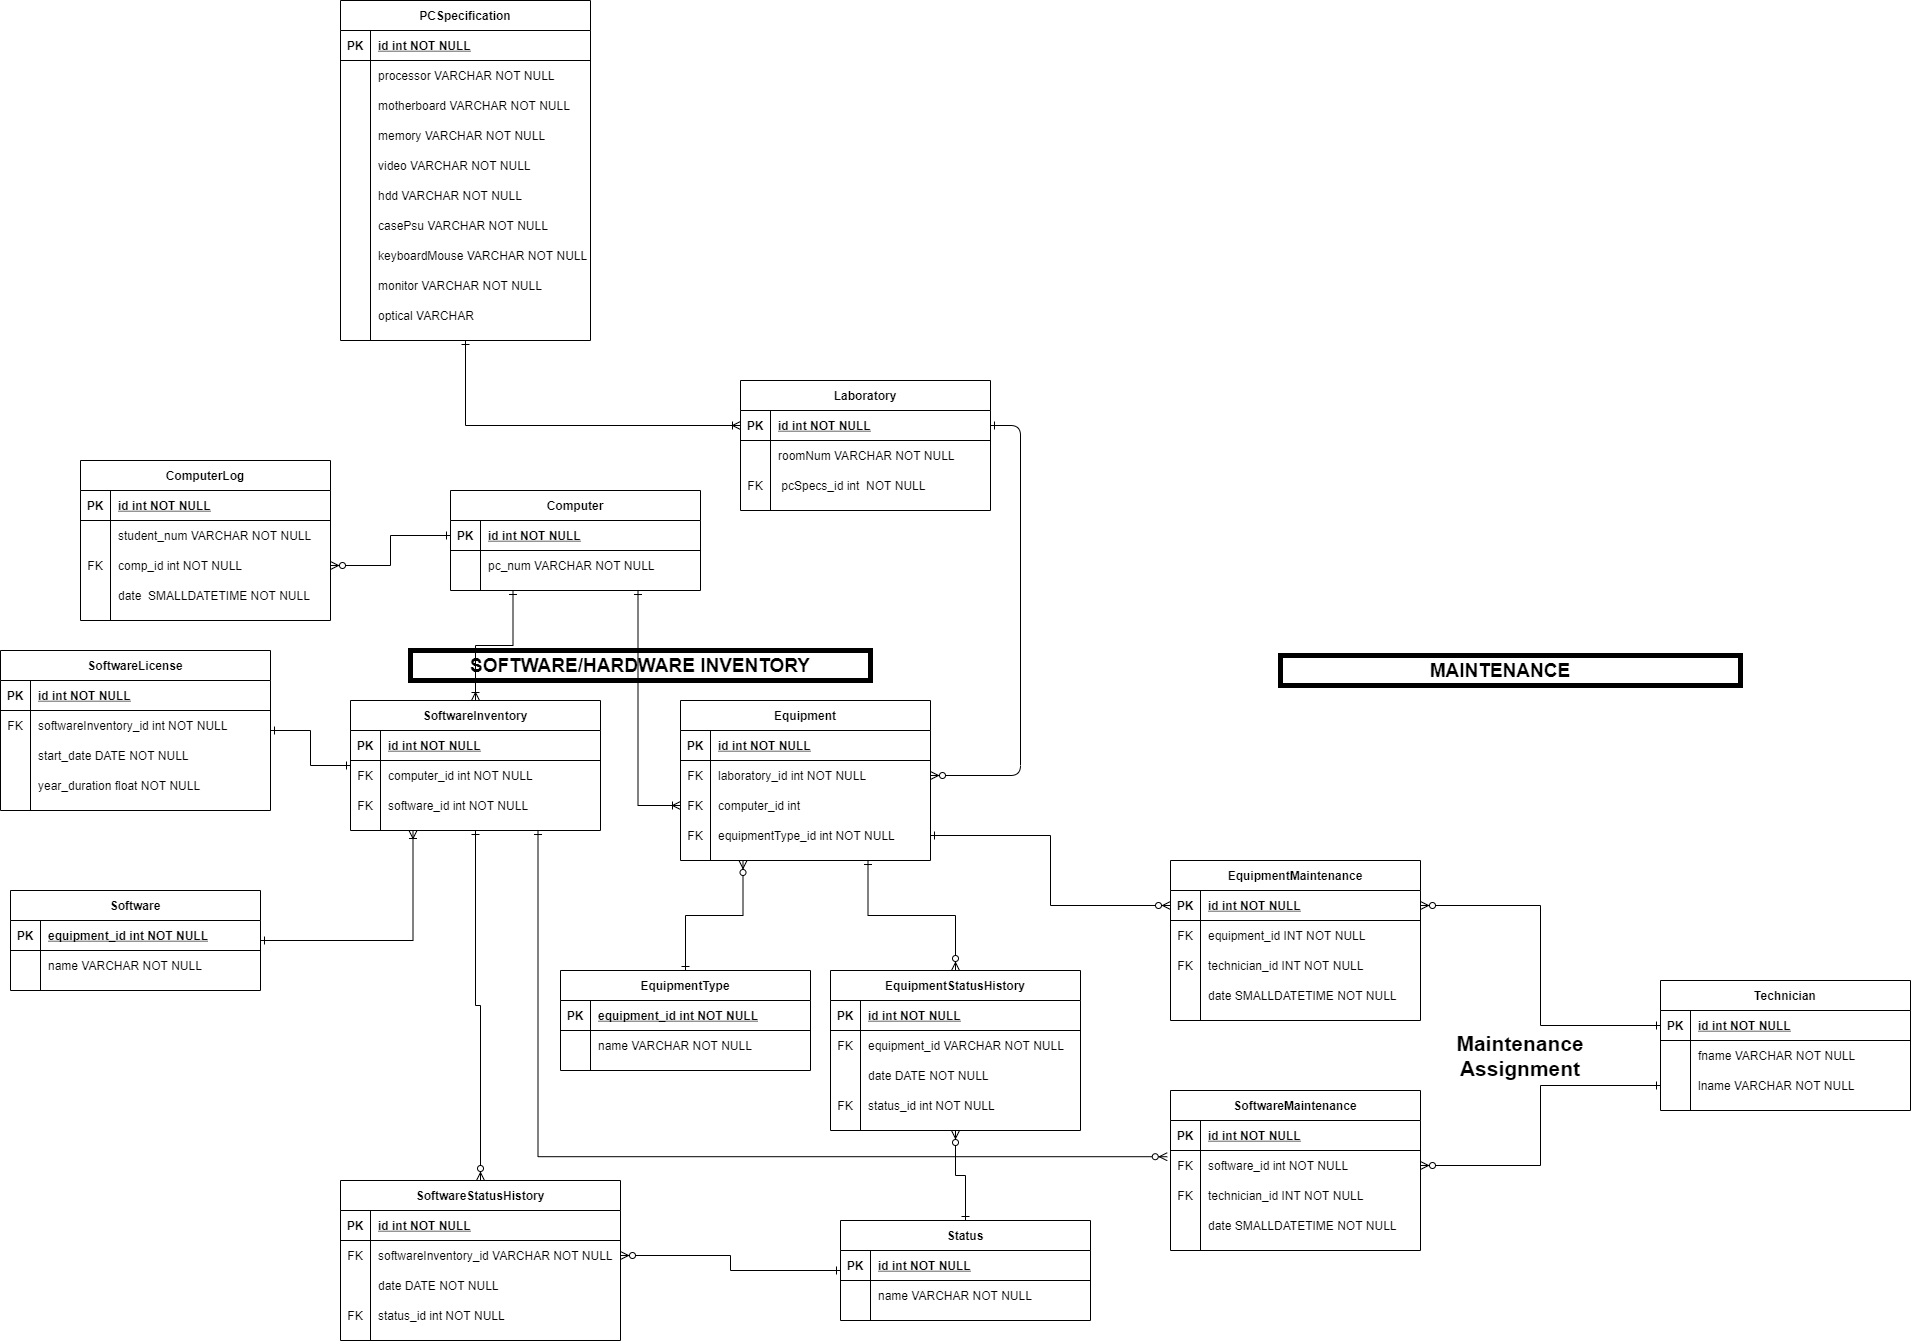 PCSpecification
PK id int NOT NULL
processor VARCHAR NOT NULL
motherboard VARCHAR NOT NULL
memory VARCHAR NOT NULL
video VARCHAR NOT NULL
hdd VARCHAR NOT NULL
casePsu VARCHAR NOT NULL
keyboardMouse VARCHAR NOT NULL
monitor VARCHAR NOT NULL
optical VARCHAR
Laboratory
PK id int NOT NULL
roomNum VARCHAR NOT NULL
FK pcSpecs_id int NOT NULL
ComputerLog
PK id int NOT NULL
student_num VARCHAR NOT NULL
FK comp_id int NOT NULL
date SMALLDATETIME NOT NULL
Computer
PK id int NOT NULL
pc_num VARCHAR NOT NULL
SOFTWARE/HARDWARE INVENTORY
MAINTENANCE
SoftwareLicense
PK id int NOT NULL
FK softwareInventory_id int NOT NULL
start_date DATE NOT NULL
year_duration float NOT NULL
SoftwareInventory
PK id int NOT NULL
FK computer_id int NOT NULL
FK software_id int NOT NULL
Equipment
PK id int NOT NULL
FK laboratory_id int NOT NULL
FK computer_id int
FK equipmentType_id int NOT NULL
Software
PK equipment_id int NOT NULL
name VARCHAR NOT NULL
EquipmentType
PK equipment_id int NOT NULL
name VARCHAR NOT NULL
EquipmentStatusHistory
PK id int NOT NULL
FK equipment_id VARCHAR NOT NULL
date DATE NOT NULL
FK status_id int NOT NULL
EquipmentMaintenance
PK id int NOT NULL
FK equipment_id INT NOT NULL
FK technician_id INT NOT NULL
date SMALLDATETIME NOT NULL
Technician
PK id int NOT NULL
fname VARCHAR NOT NULL
lname VARCHAR NOT NULL
Maintenance
Assignment
SoftwareMaintenance
PK id int NOT NULL
FK software_id int NOT NULL
FK technician_id INT NOT NULL
date SMALLDATETIME NOT NULL
SoftwareStatusHistory
PK id int NOT NULL
FK softwareInventory_id VARCHAR NOT NULL
date DATE NOT NULL
FK status_id int NOT NULL
Status
PK id int NOT NULL
name VARCHAR NOT NULL